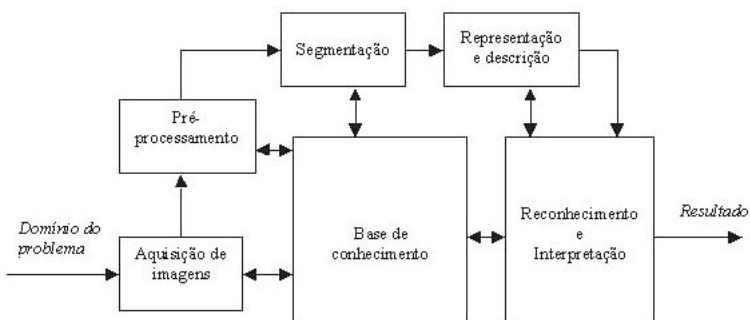 Segmentação
Representação
e descrição
Pré-
processamento
Domínio do
problema
Aquisição de
imagens
Base de
conhecimento
Reconhecimento
e
Interpretação
Resultado